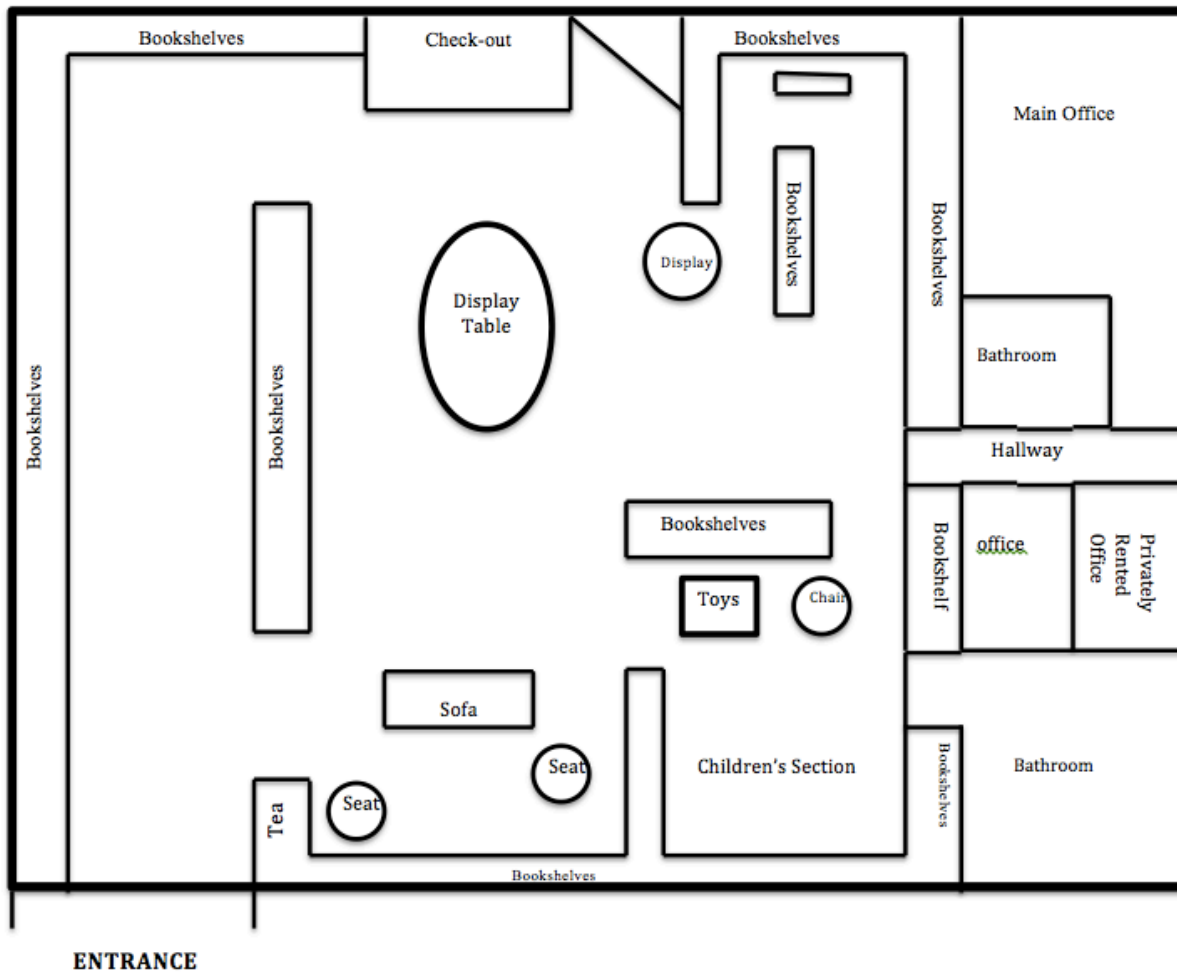 Bookshelves
Check-out
Bookshelves
Main Office
Bookshelves
Bookshelves
Display
Display
Table
Bathroom
Bookshelves
Bookshelves
Hallway
Bookshelves
Bookshelf
office
Privately
Rented
Office
Toys
Chair
Sofa
Seat
Children's Section
Bookshelves
Bathroom
Seat
Tea
Bookshelves
ENTRANCE